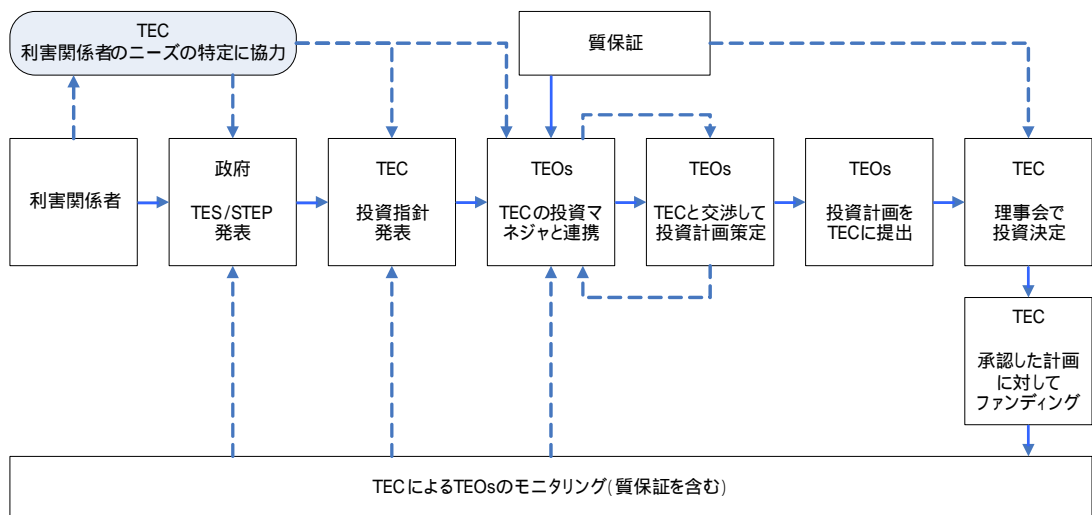 TEC
利害関係者のニーズの特定に協力
質保証
利害関係者
政府
TES/STEP
発表
TEC
投資指針
発表
TEOs
TECの投資マ
ネジャと連携
TEOs
TECと交渉して
投資計画策定
TEOs
投資計画を
TECに提出
TEC
理事会で
投資決定
TEC
承認した計画
に対して
ファンディング
TECによるTEOsのモニタリング(質保証を含む)